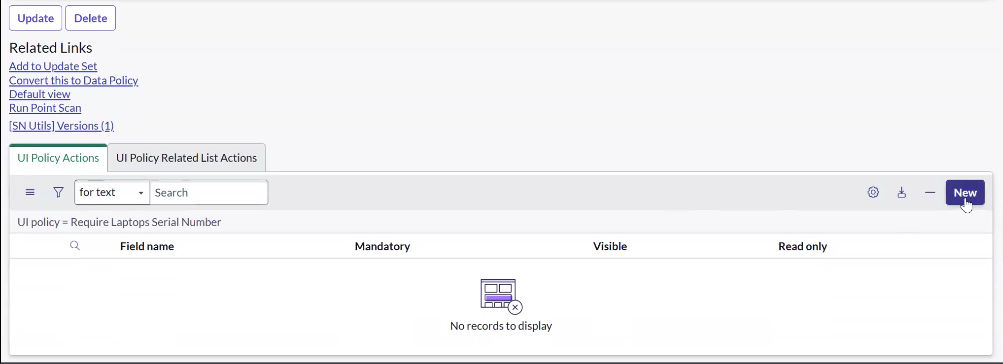 Update Delete
Related Links
Add to Update Set
Convert this to Data Policy
Default view
Run Point Scan
[SN Utils] Versions (1)
UI Policy Actions UI Policy Related List Actions
for text Search New
UI policy = Require Laptops Serial Number
Field name Mandatory Visible Read only
No records to display